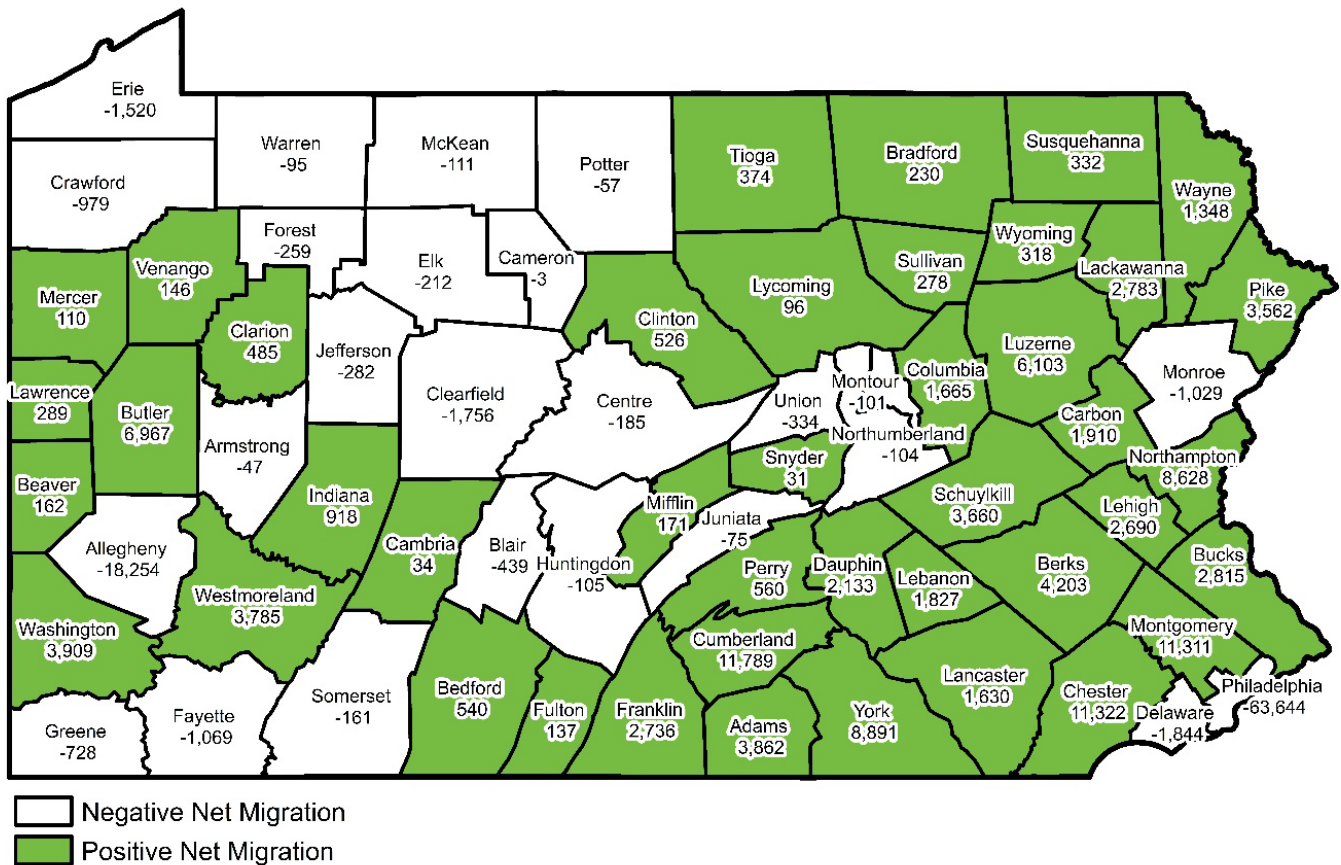 Erie
-1,520
Warren
-95
McKean
-111
Potter
-57
Tioga
374
Bradford
230
Susquehanna
332
Wayne
1,348
Crawford
-979
Forest
-259
Venango
146
Elk
-212
Cameron
-3
Wyoming
318
Sullivan
278
Lackawanna
2,783
Pike
3,562
Mercer
110
Clarion
485
Jefferson
-282
Clinton
526
Lycoming
96
Luzerne
6,103
Lawrence
289
Butler
6,967
Clearfield
-1,756
Centre
-185
Union
-334
Montour
-101
Columbia
1,665
Monroe
-1,029
Armstrong
-47
Northumberland
-104
Carbon
1,910
Beaver
162
Indiana
918
Snyder
31
Northampton
8,628
Mifflin
171
Schuylkill
3,660
Lehigh
2,690
Allegheny
-18,254
Cambria
34
Blair
-439
Huntingdon
-105
Juniata
-75
Perry
560
Dauphin
2,133
Lebanon
1,827
Berks
4,203
Bucks
2,815
Westmoreland
3,785
Washington
3,909
Cumberland
11,789
Montgomery
11,311
Greene
-728
Fayette
-1,069
Somerset
-161
Bedford
540
Fulton
137
Franklin
2,736
Adams
3,862
York
8,891
Lancaster
1,630
Chester
11,322
Delaware
-1,844
Philadelphia
-63,644
Negative Net Migration
Positive Net Migration